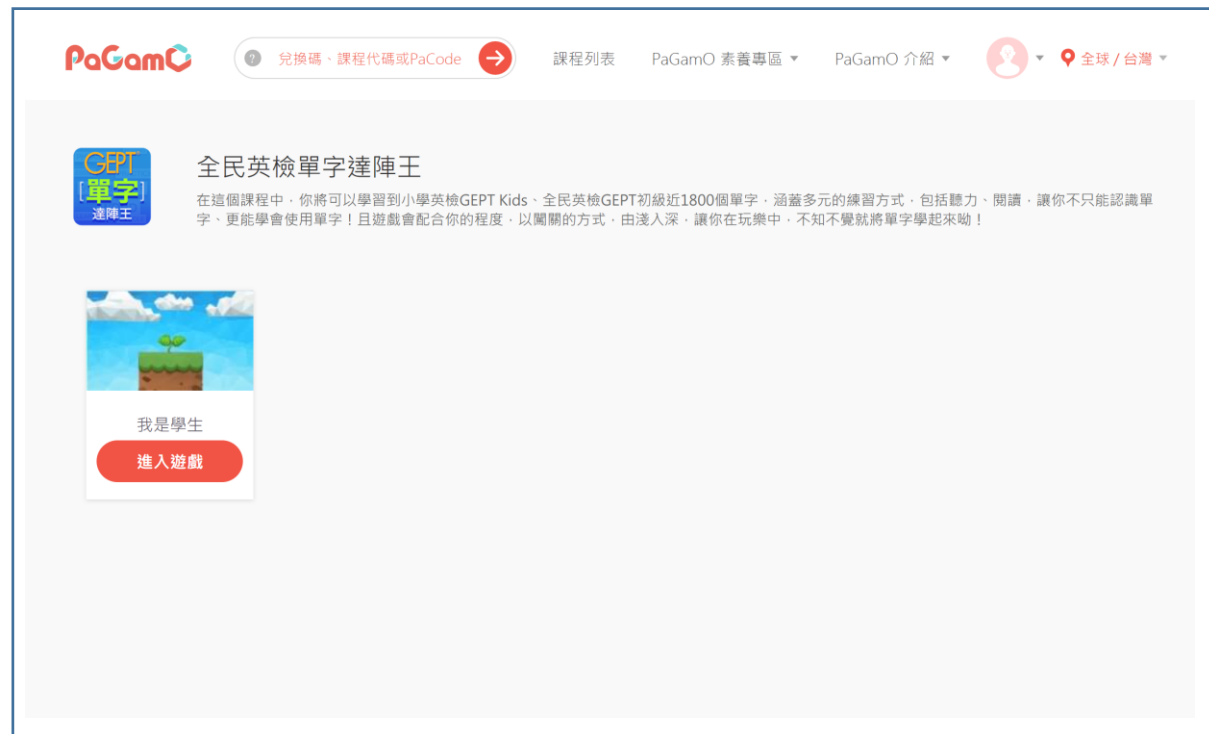 PaGamO
? 兌換碼、課程代碼或PaCode
課程列表
PaGamO 素養專區
PaGamO 介紹
全球 / 台灣
GEPT
[單字]
達陣王
全民英檢單字達陣王
在這個課程中，你將可以學習到小學英檢GEPT Kids、全民英檢GEPT初級近1800個單字，涵蓋多元的練習方式，包括聽力、閱讀，讓你不只能認識單
字、更能學會使用單字！且遊戲會配合你的程度，以闖關的方式，由淺入深，讓你在玩樂中，不知不覺就將單字學起來呦！
我是學生
進入遊戲